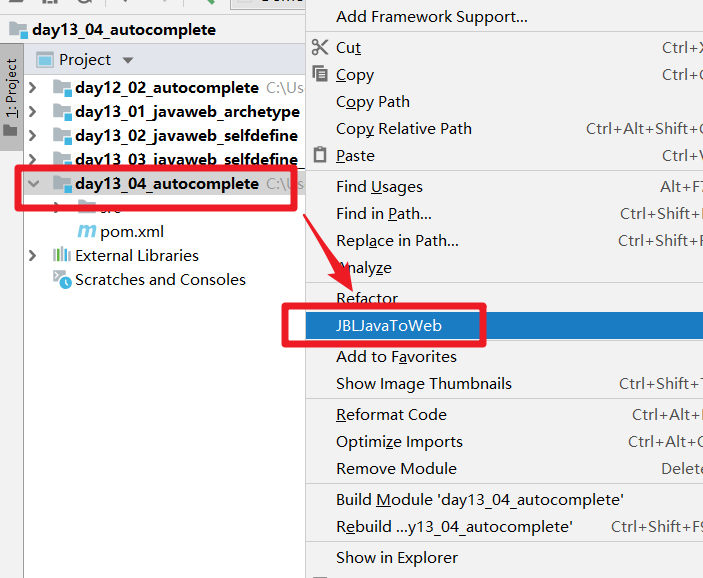 day13_04_autocomplete
1: Project
Project
day12_02_autocomplete C:\Us
day13_01_javaweb_archetype
day13_02_javaweb_selfdefine
day13_03_javaweb_selfdefine
day13_04_autocomplete C:\Us
src
pom.xml
External Libraries
Scratches and Consoles
Add Framework Support...
Cut Ctrl+X
Copy Ctrl+C
Copy Path
Copy Relative Path Ctrl+Alt+Shift+C
Paste Ctrl+V
Find Usages Alt+F7
Find in Path... Ctrl+Shift+
Replace in Path... Ctrl+Shift+
Analyze
Refactor
JBLJavaToWeb
Add to Favorites
Show Image Thumbnails Ctrl+Shift+T
Reformat Code Ctrl+Alt+
Optimize Imports Ctrl+Alt+
Remove Module Delete
Build Module 'day13_04_autocomplete'
Rebuild ...y13_04_autocomplete' Ctrl+Shift+F9
Show in Explorer